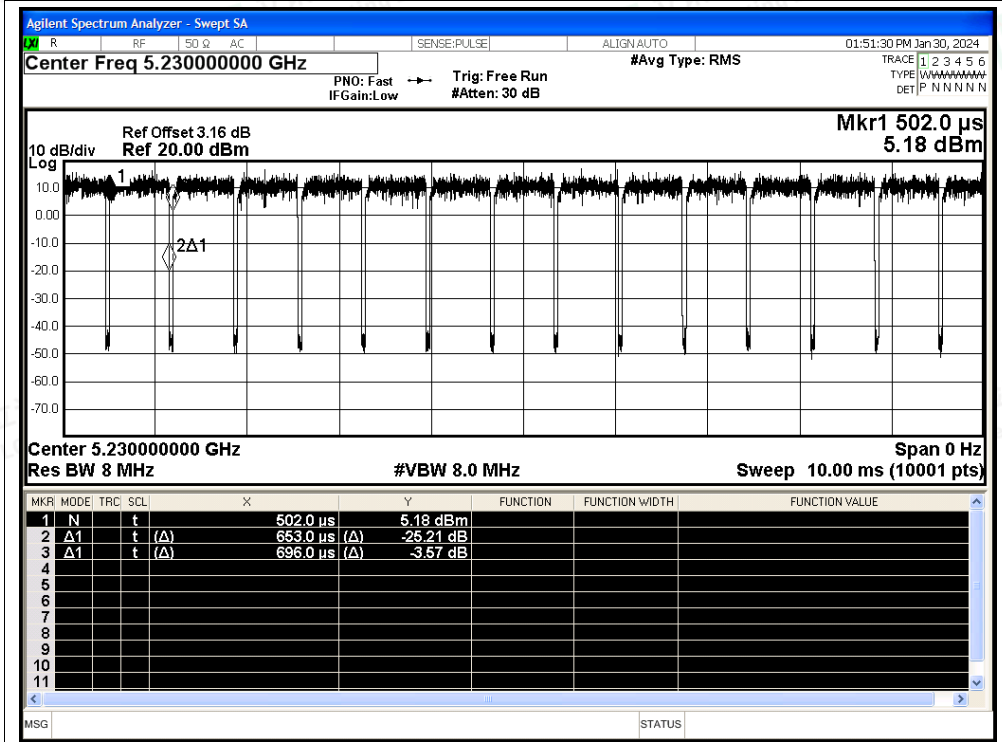 Agilent Spectrum Analyzer - Swept SA
LXI R RF 50 Ω AC SENSE:PULSE ALIGN AUTO 01:51:30 PM Jan 30, 2024
Center Freq 5.230000000 GHz #Avg Type: RMS TRACE 1 2 3 4 5 6
PNO: Fast Trig: Free Run TYPE
IFGain:Low #Atten: 30 dB DET P N N N N N
Mkr1 502.0 µs
Ref Offset 3.16 dB
10 dB/div Ref 20.00 dBm 5.18 dBm
Log
1
10.0
0.00
2Δ1
-10.0
-20.0
-30.0
-40.0
-50.0
-60.0
-70.0
Center 5.230000000 GHz Span 0 Hz
Res BW 8 MHz #VBW 8.0 MHz Sweep 10.00 ms (10001 pts)
MKR MODE TRC SCL X Y FUNCTION FUNCTION WIDTH FUNCTION VALUE
1 N t 502.0 µs 5.18 dBm
2 Δ1 t (Δ) 653.0 µs (Δ) -25.21 dB
3 Δ1 t (Δ) 696.0 µs (Δ) -3.57 dB
4
5
6
7
8
9
10
11
MSG STATUS